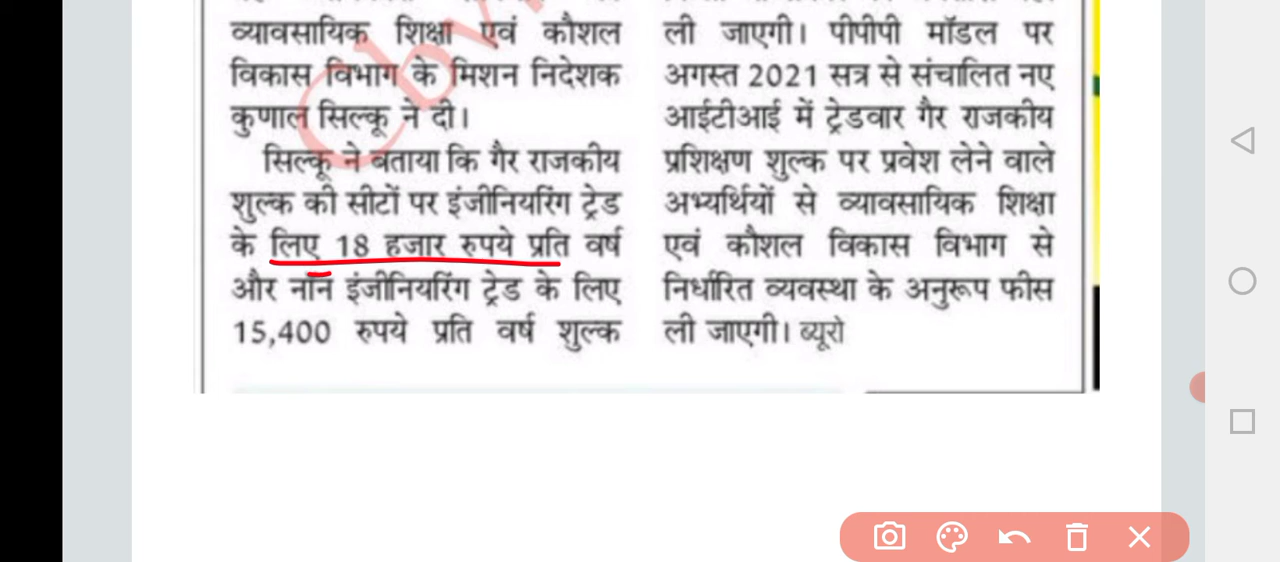 व्यावसायिक शिक्षा एवं कौशल
विकास विभाग के मिशन निदेशक
कुणाल सिल्कू ने दी।
सिल्कू ने बताया कि गैर राजकीय
शुल्क की सीटों पर इंजीनियरिंग ट्रेड
के लिए 18 हजार रुपये प्रति वर्ष
और नॉन इंजीनियरिंग ट्रेड के लिए
15,400 रुपये प्रति वर्ष शुल्क
ली जाएगी। पीपीपी मॉडल पर
अगस्त 2021 सत्र से संचालित नए
आईटीआई में ट्रेडवार गैर राजकीय
प्रशिक्षण शुल्क पर प्रवेश लेने वाले
अभ्यर्थियों से व्यावसायिक शिक्षा
एवं कौशल विकास विभाग से
निर्धारित व्यवस्था के अनुरूप फीस
ली जाएगी। ब्यूरो